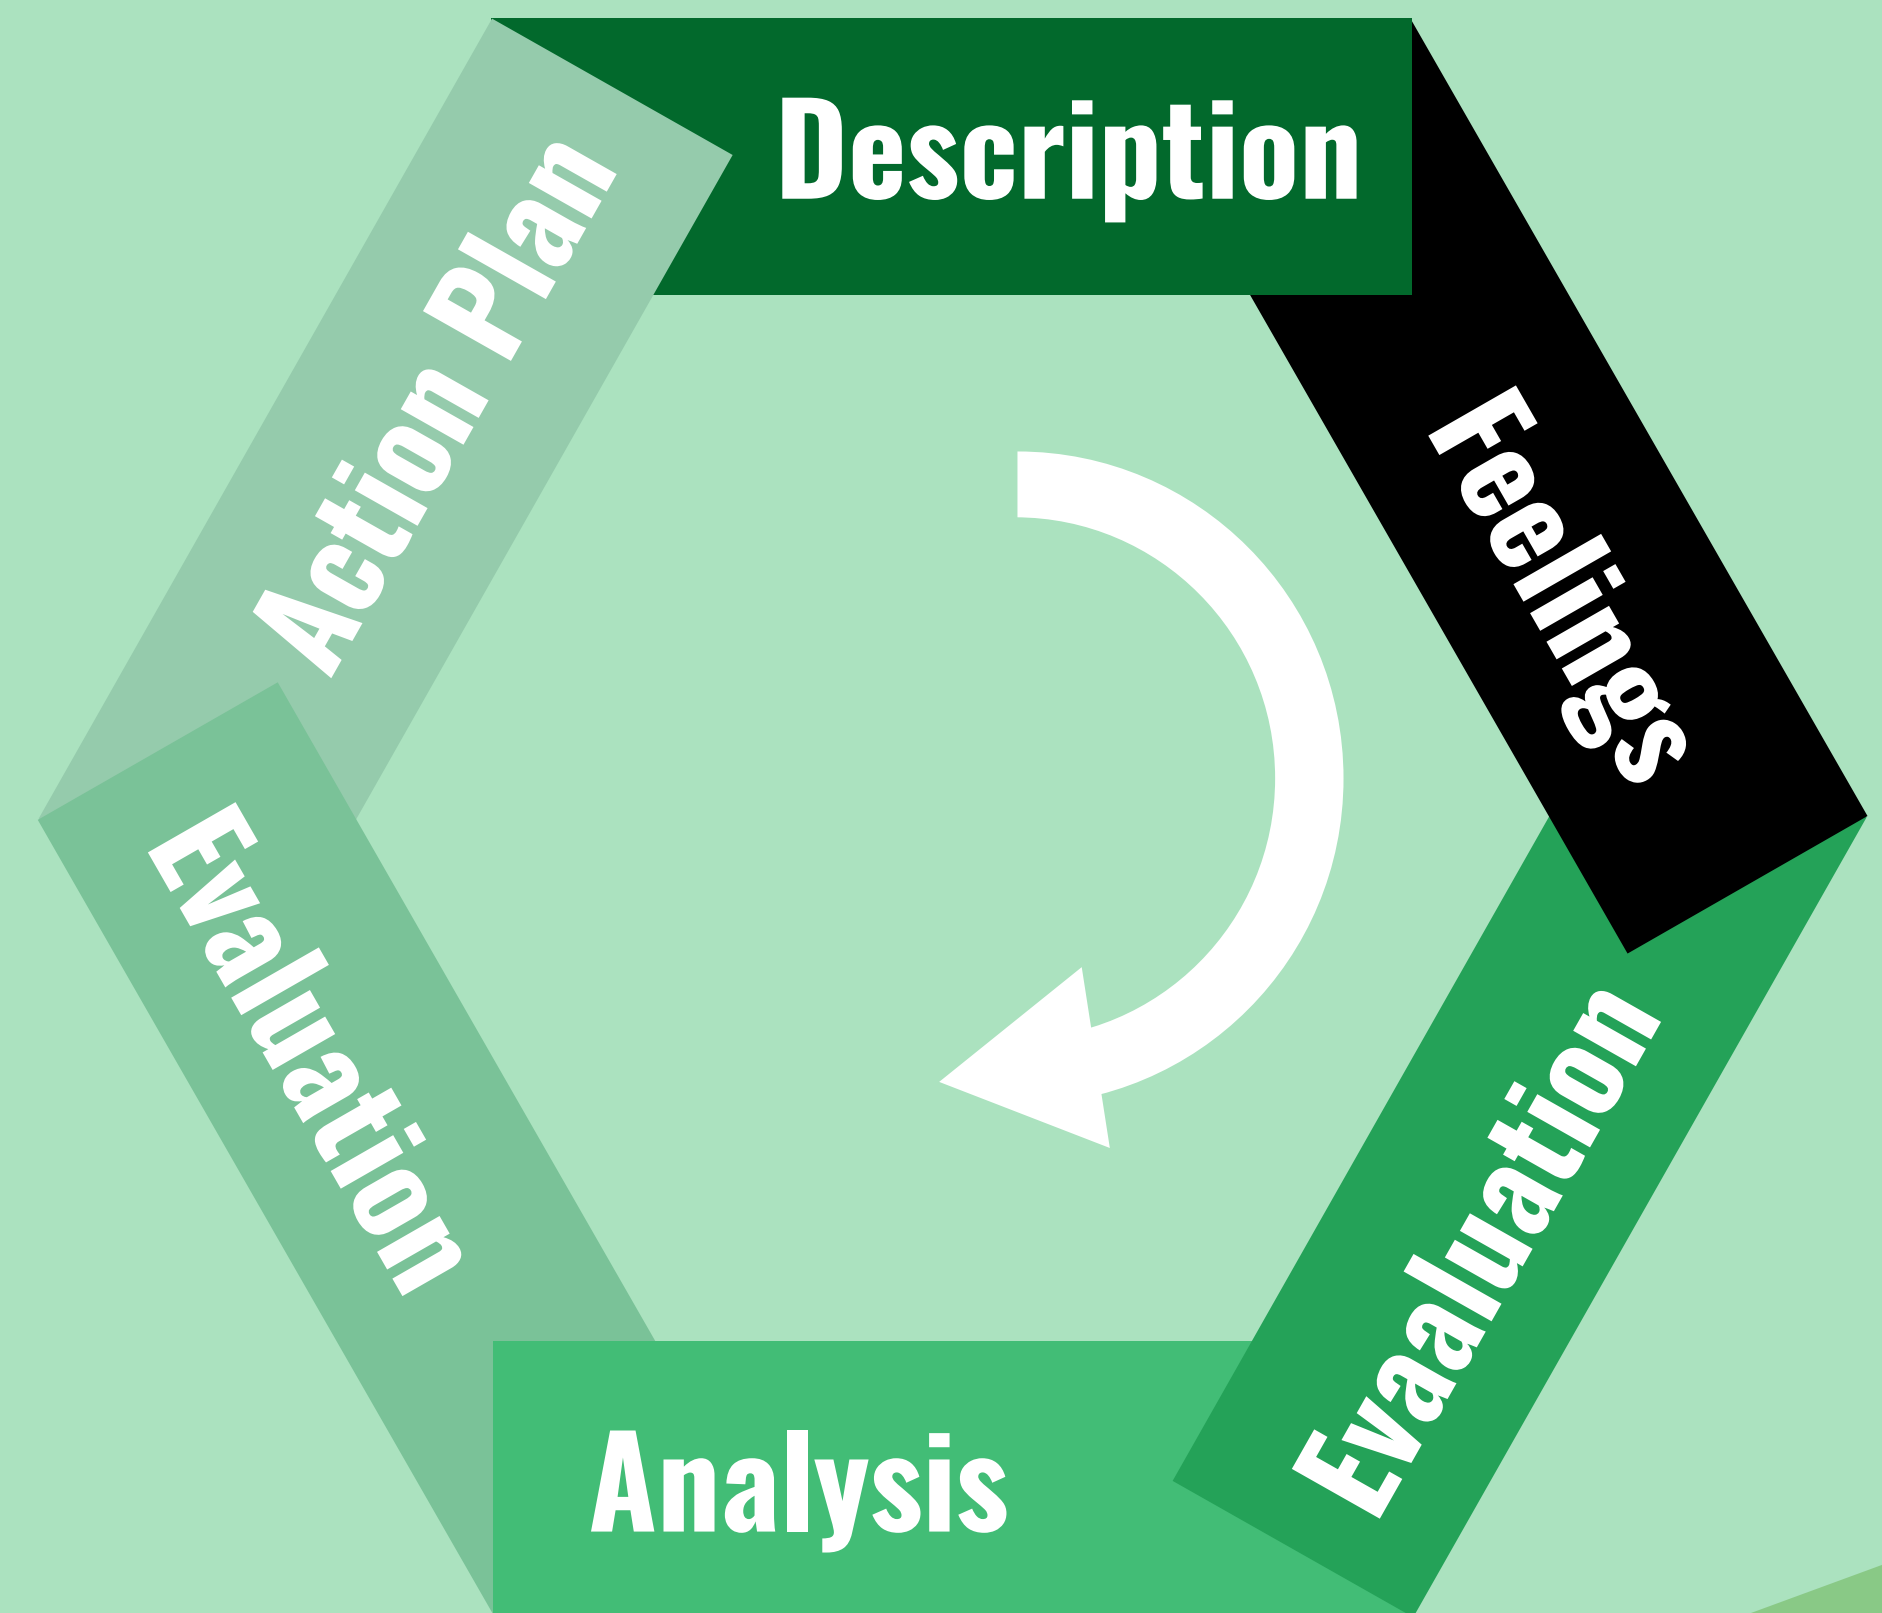 Description
Feelings
Evaaluation
Analysis
Evaluation
Action Plan